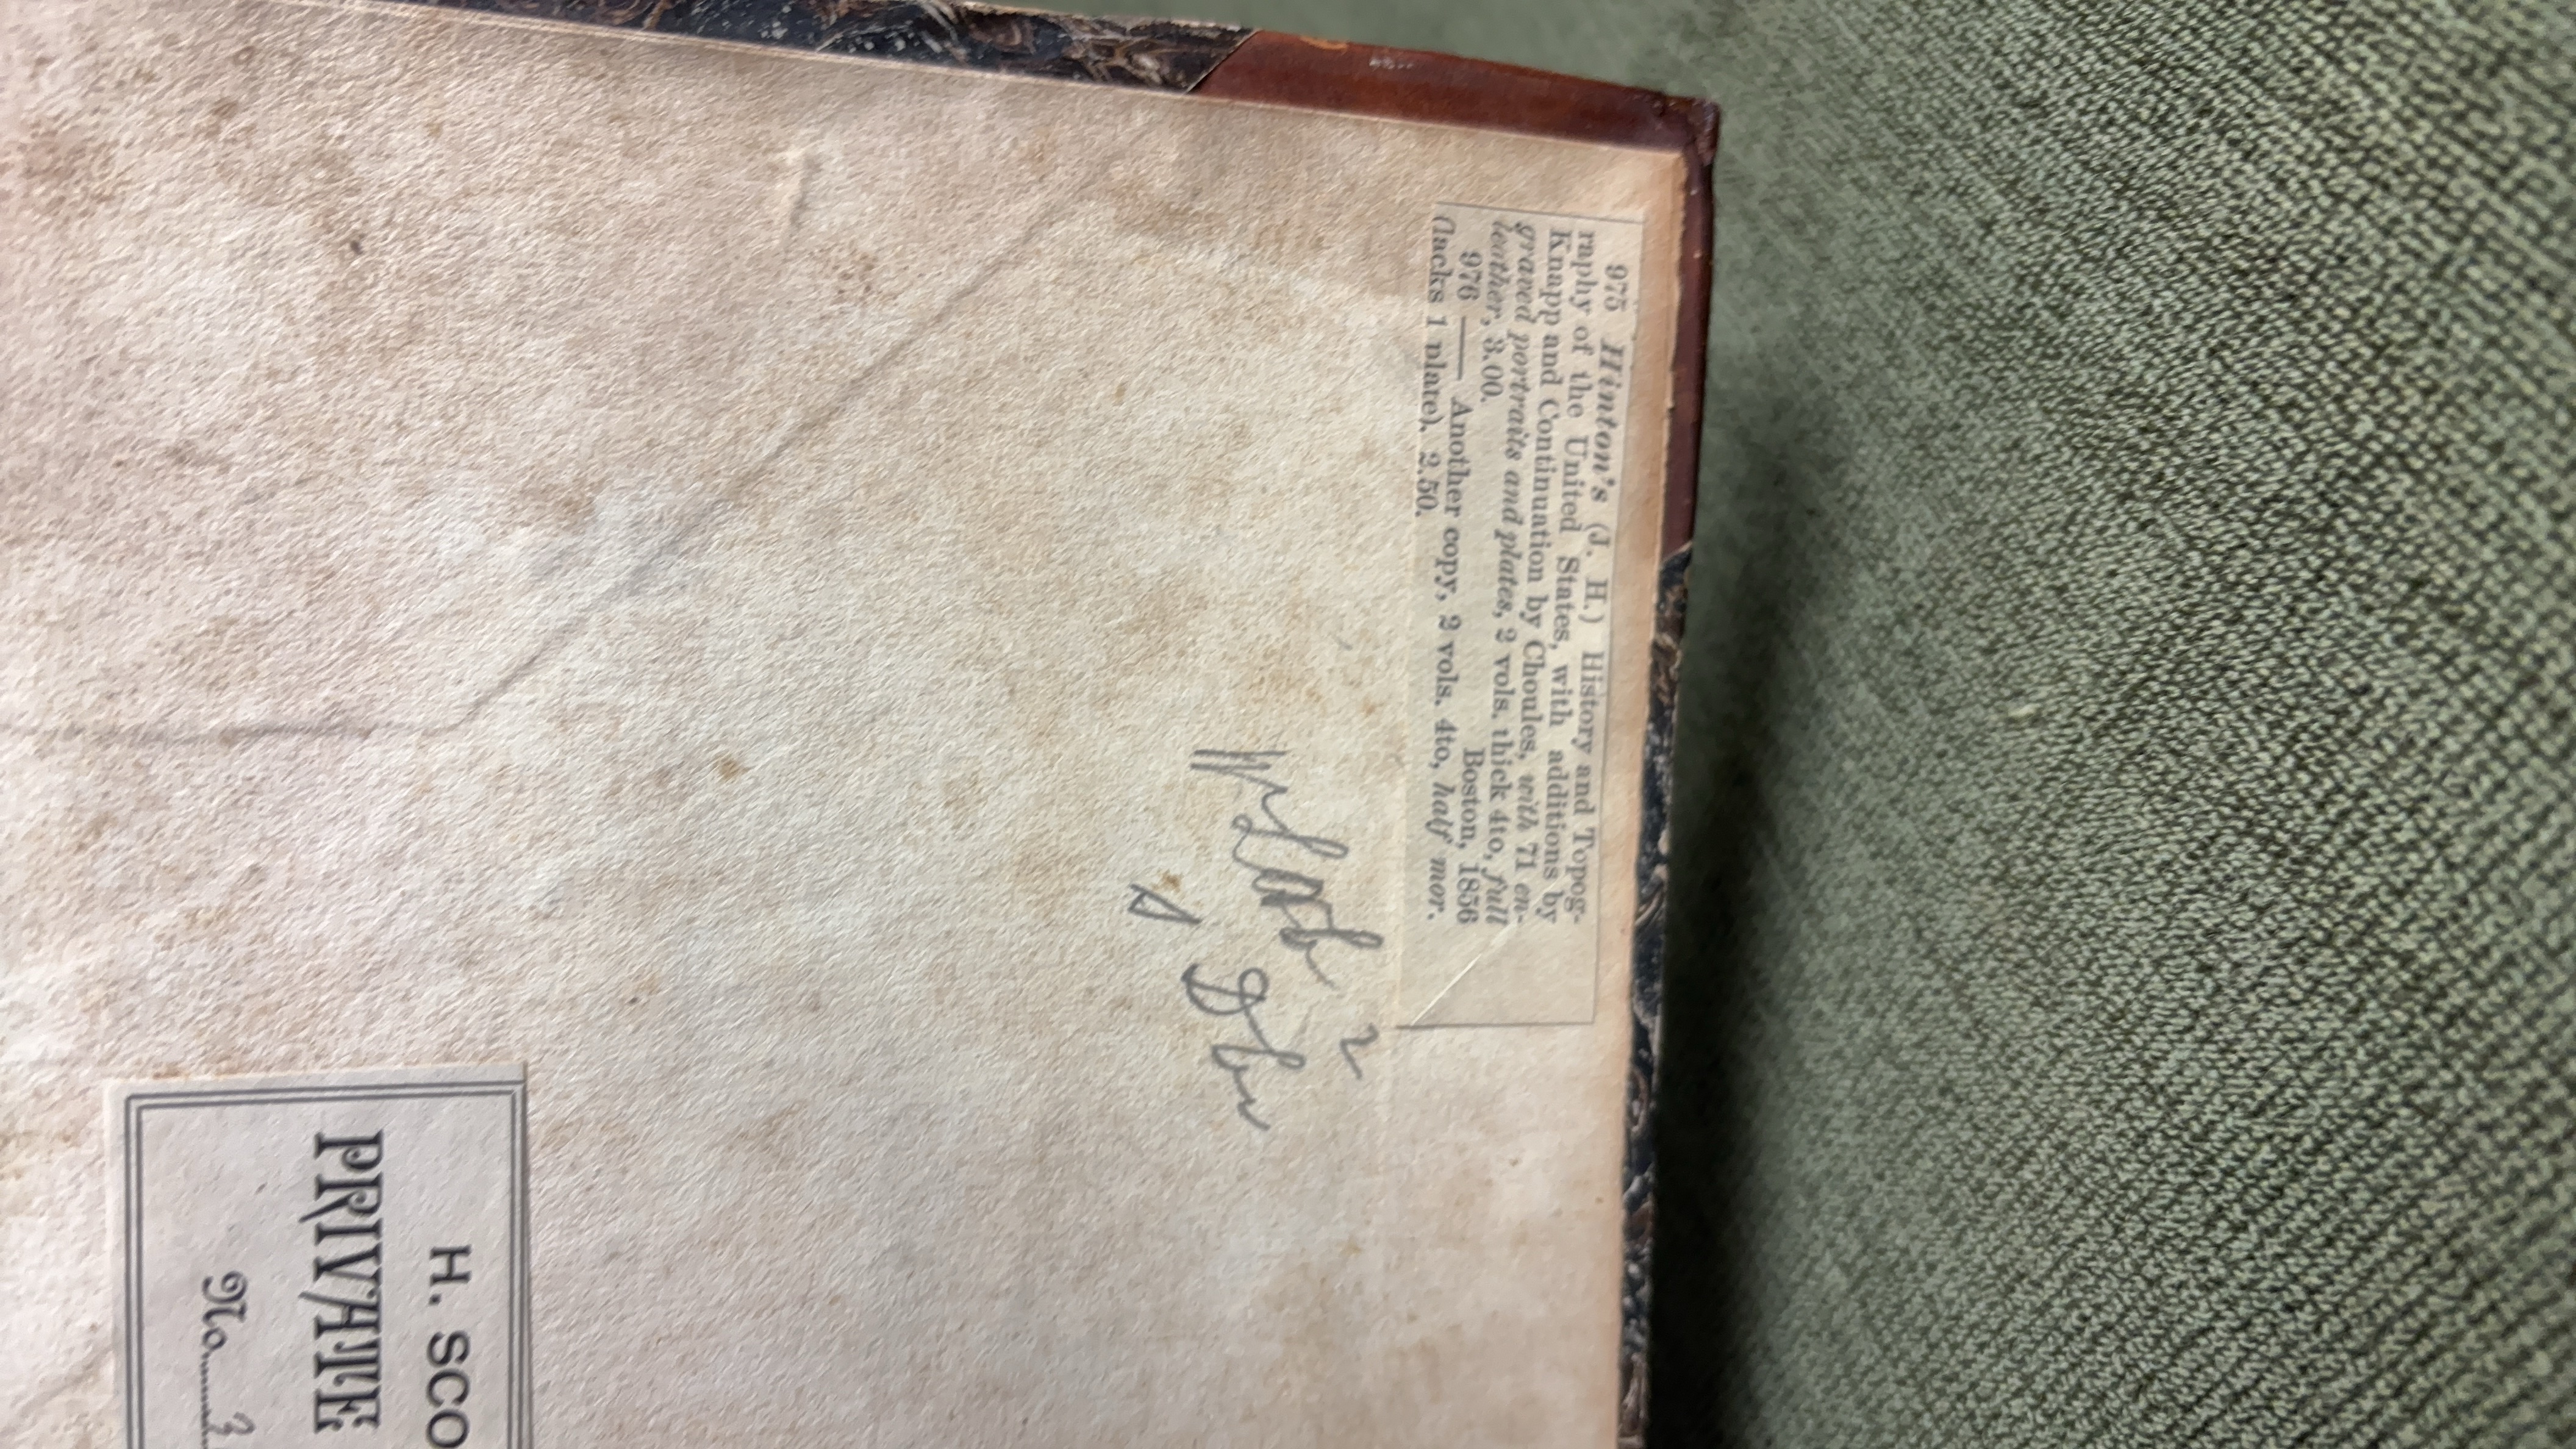 975 Hinton's (J. H.) History and Topog-
raphy of the United States, with additions by
Knapp and Continuation by Choules, with 71 en-
graved portraits and plates, 2 vols. thick 4to, full
leather, 3.00. Boston, 1856
976 —— Another copy, 2 vols. 4to, half mor.
(lacks 1 plate). 2.50.
H. SCO
PRIVATE
No. 3